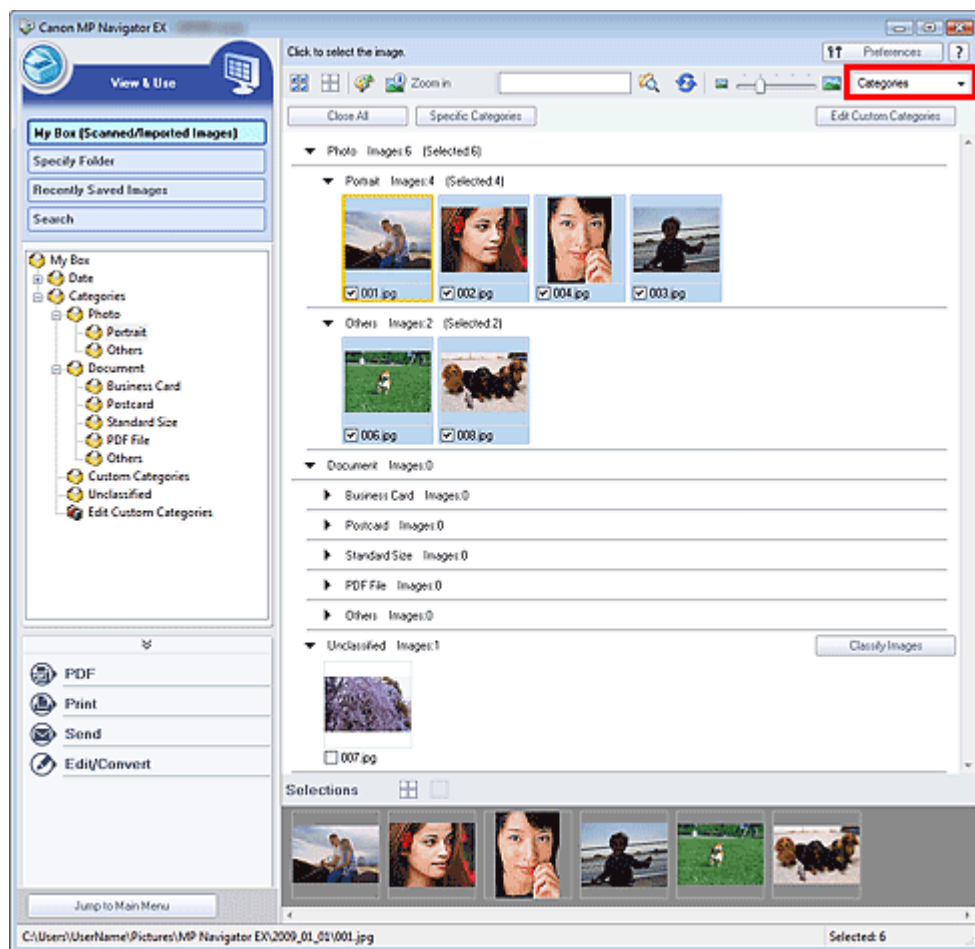 Canon MP Navigator EX
View & Use
My Box (Scanned/Imported Images)
Specify Folder
Recently Saved Images
Search
My Box
Date
Categories
Photo
Portrait
Others
Document
Business Card
Postcard
Standard Size
PDF File
Others
Custom Categories
Unclassified
Edit Custom Categories
PDF
Print
Send
Edit/Convert
Jump to Main Menu
Click to select the image.
Preferences ?
Zoom in
Categories
Close All Specific Categories Edit Custom Categories
Photo Images:6 (Selected:6)
Portrait Images:4 (Selected:4)
001.jpg 002.jpg 004.jpg 003.jpg
Others Images:2 (Selected:2)
006.jpg 008.jpg
Document Images:0
Business Card Images:0
Postcard Images:0
Standard Size Images:0
PDF File Images:0
Others Images:0
Unclassified Images:1 Classify Images
007.jpg
Selections
C:\Users\UserName\Pictures\MP Navigator EX\2009_01_01\001.jpg Selected: 6